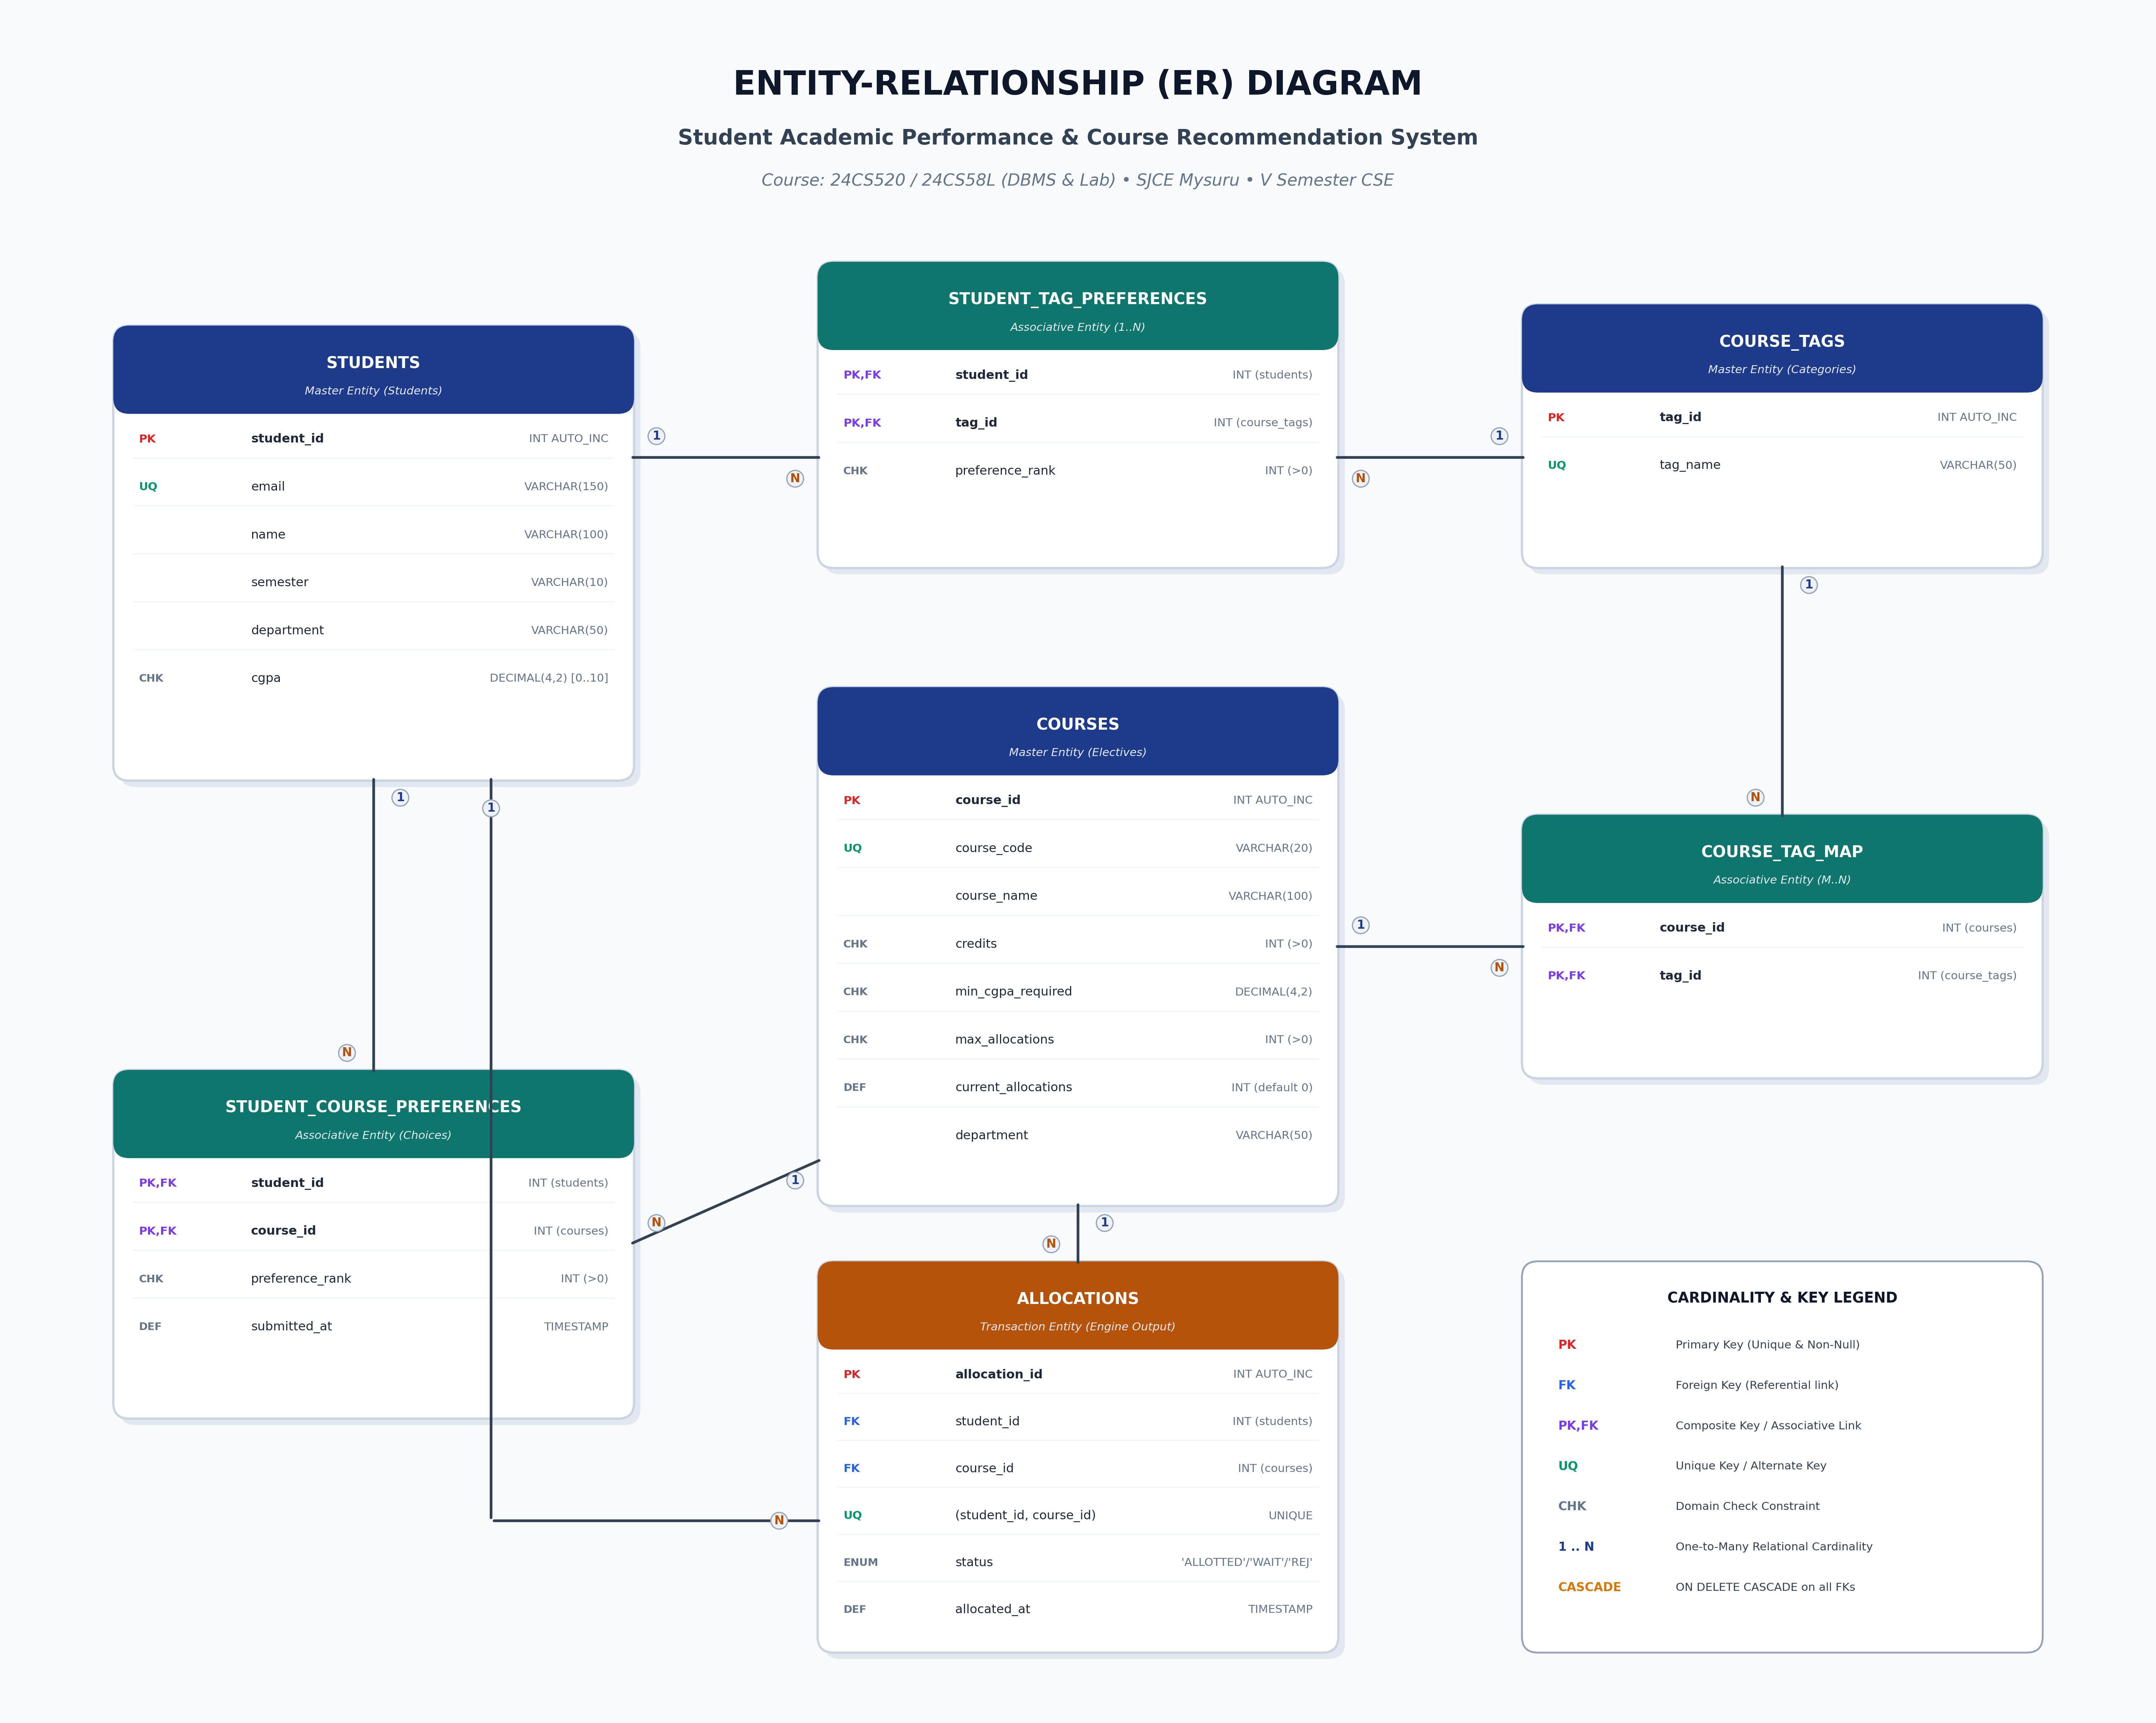 ENTITY-RELATIONSHIP (ER) DIAGRAM
Student Academic Performance & Course Recommendation System
Course: 24CS520 / 24CS58L (DBMS & Lab) • SJCE Mysuru • V Semester CSE
STUDENTS
Master Entity (Students)
PK student_id INT AUTO_INC
UQ email VARCHAR(150)
name VARCHAR(100)
semester VARCHAR(10)
department VARCHAR(50)
CHK cgpa DECIMAL(4,2) [0..10]
1
N
STUDENT_TAG_PREFERENCES
Associative Entity (1..N)
PK,FK student_id INT (students)
PK,FK tag_id INT (course_tags)
CHK preference_rank INT (>0)
1
N
COURSE_TAGS
Master Entity (Categories)
PK tag_id INT AUTO_INC
UQ tag_name VARCHAR(50)
1
N
COURSES
Master Entity (Electives)
PK course_id INT AUTO_INC
UQ course_code VARCHAR(20)
course_name VARCHAR(100)
CHK credits INT (>0)
CHK min_cgpa_required DECIMAL(4,2)
CHK max_allocations INT (>0)
DEF current_allocations INT (default 0)
department VARCHAR(50)
1
N
COURSE_TAG_MAP
Associative Entity (M..N)
PK,FK course_id INT (courses)
PK,FK tag_id INT (course_tags)
1
1
N
STUDENT_COURSE_PREFERENCES
Associative Entity (Choices)
PK,FK student_id INT (students)
PK,FK course_id INT (courses)
CHK preference_rank INT (>0)
DEF submitted_at TIMESTAMP
1
N
1
N
N
ALLOCATIONS
Transaction Entity (Engine Output)
PK allocation_id INT AUTO_INC
FK student_id INT (students)
FK course_id INT (courses)
UQ (student_id, course_id) UNIQUE
ENUM status 'ALLOTTED'/'WAIT'/'REJ'
DEF allocated_at TIMESTAMP
CARDINALITY & KEY LEGEND
PK Primary Key (Unique & Non-Null)
FK Foreign Key (Referential link)
PK,FK Composite Key / Associative Link
UQ Unique Key / Alternate Key
CHK Domain Check Constraint
1 .. N One-to-Many Relational Cardinality
CASCADE ON DELETE CASCADE on all FKs